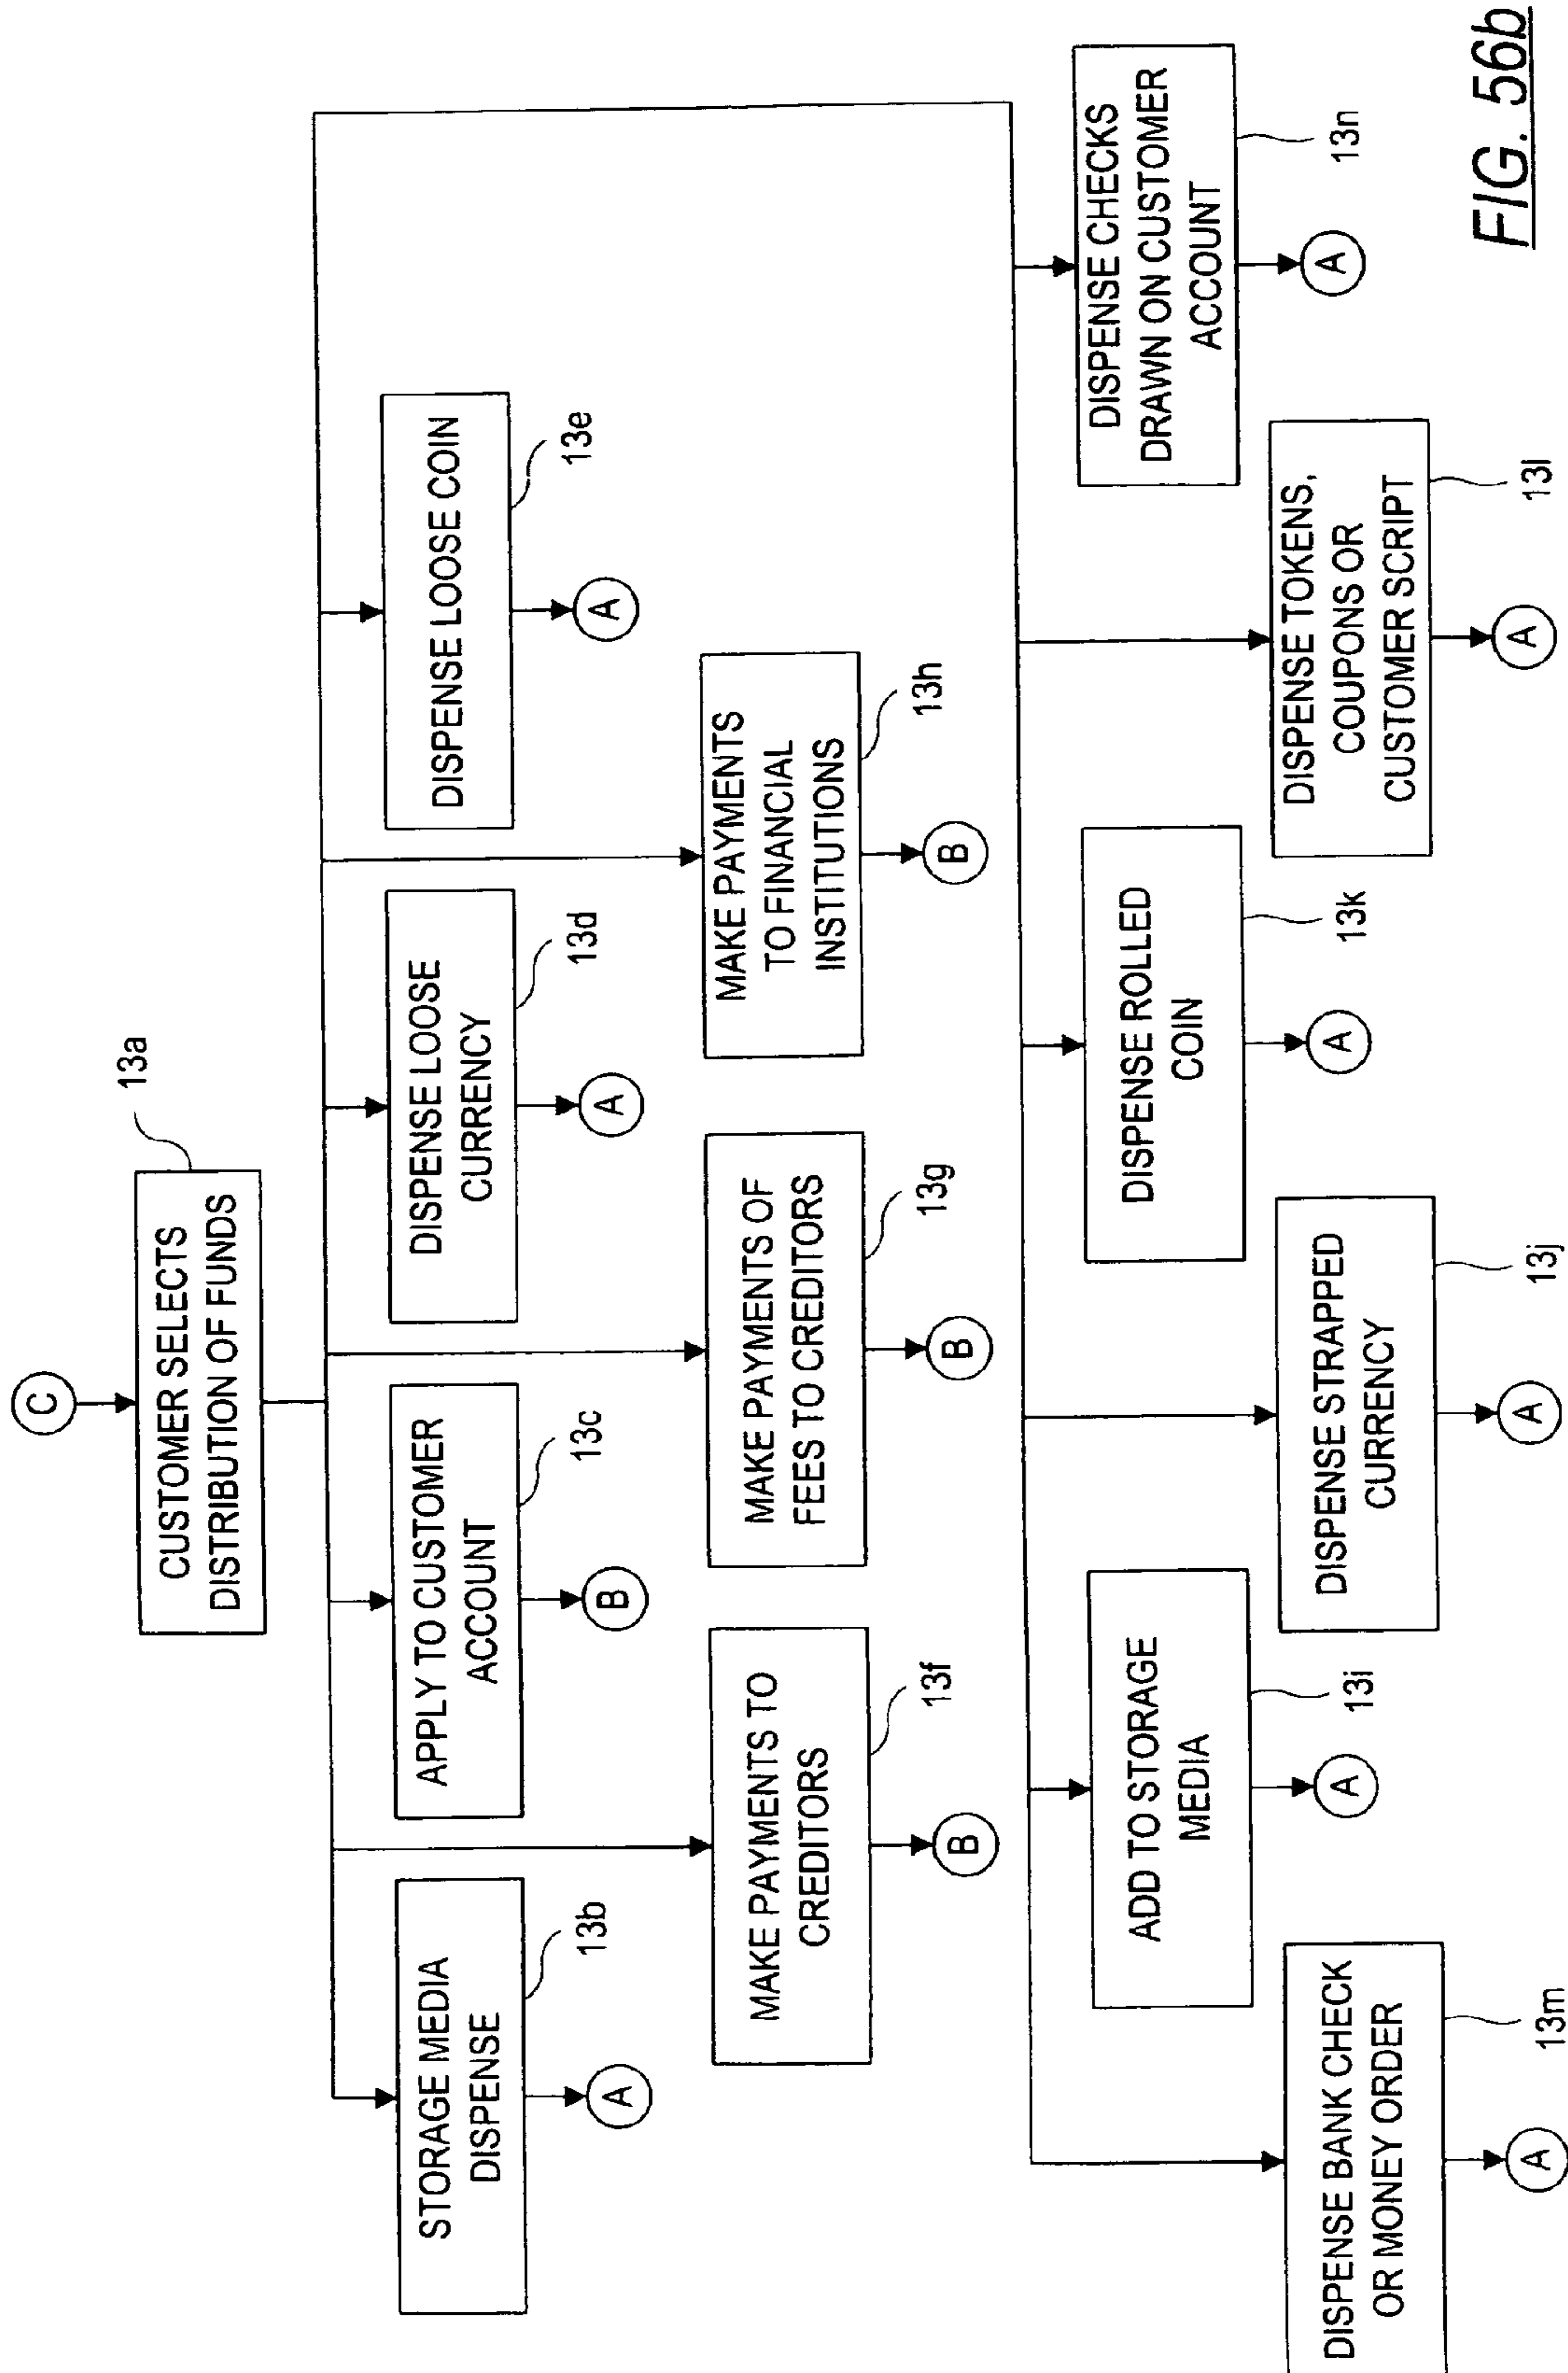 C
13a
CUSTOMER SELECTS
DISTRIBUTION OF FUNDS
STORAGE MEDIA
DISPENSE
13b
A
APPLY TO CUSTOMER
ACCOUNT
13c
B
DISPENSE LOOSE
CURRENCY
13d
A
DISPENSE LOOSE COIN
13e
A
MAKE PAYMENTS TO
CREDITORS
13f
B
MAKE PAYMENTS OF
FEES TO CREDITORS
13g
B
MAKE PAYMENTS
TO FINANCIAL
INSTITUTIONS
13h
B
ADD TO STORAGE
MEDIA
13i
A
DISPENSE ROLLED
COIN
13k
A
DISPENSE CHECKS
DRAWN ON CUSTOMER
ACCOUNT
13n
A
DISPENSE BANK CHECK
OR MONEY ORDER
13m
A
DISPENSE STRAPPED
CURRENCY
13j
A
DISPENSE TOKENS,
COUPONS OR
CUSTOMER SCRIPT
13l
A
FIG. 56b